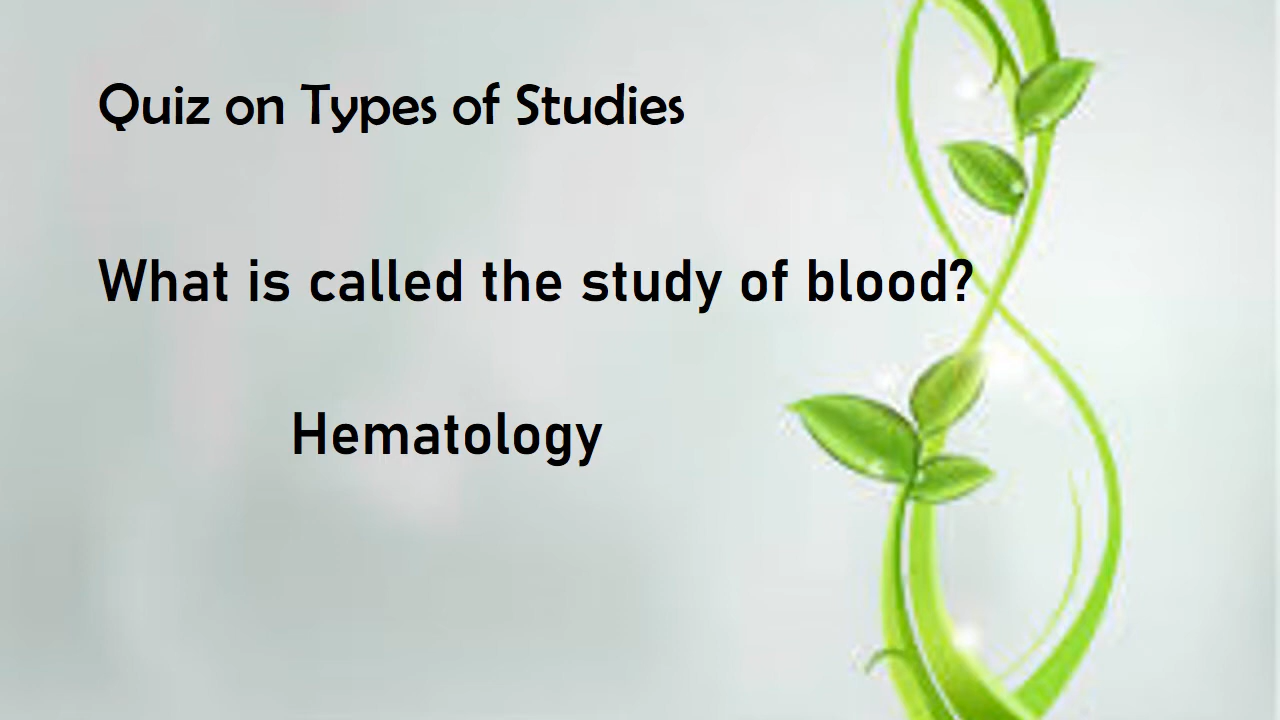 Quiz on Types of Studies
What is called the study of blood?
Hematology